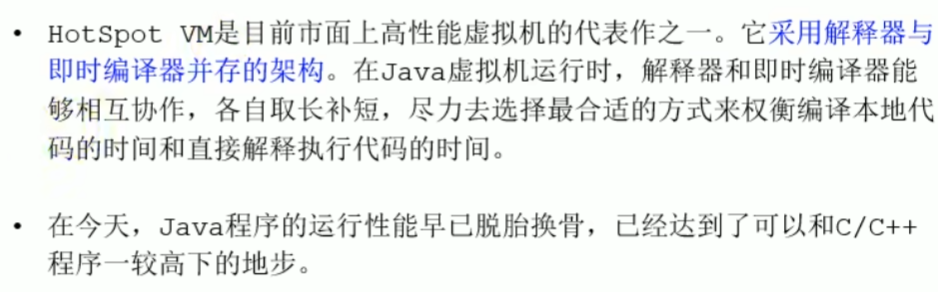 • HotSpot VM是目前市面上高性能虚拟机的代表作之一。它采用解释器与
即时编译器并存的架构。在Java虚拟机运行时，解释器和即时编译器能
够相互协作，各自取长补短，尽力去选择最合适的方式来权衡编译本地代
码的时间和直接解释执行代码的时间。
• 在今天，Java程序的运行性能早已脱胎换骨，已经达到了可以和C/C++
程序一较高下的地步。